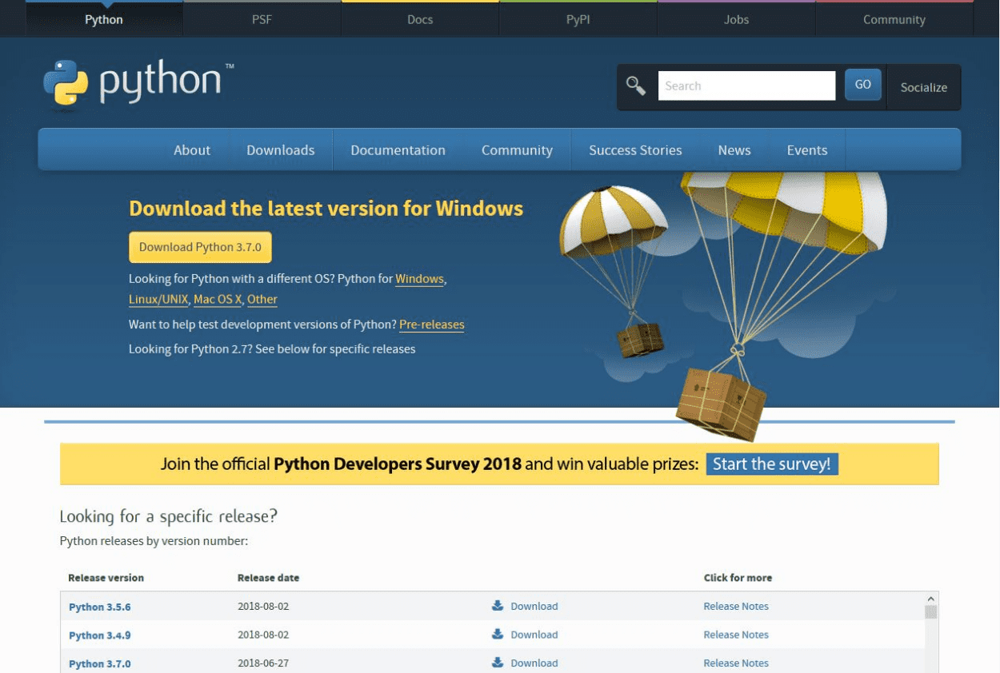 Python PSF Docs PyPI Jobs Community
python™
Search GO Socialize
About Downloads Documentation Community Success Stories News Events
Download the latest version for Windows
Download Python 3.7.0
Looking for Python with a different OS? Python for Windows,
Linux/UNIX, Mac OS X, Other
Want to help test development versions of Python? Pre-releases
Looking for Python 2.7? See below for specific releases
Join the official Python Developers Survey 2018 and win valuable prizes: Start the survey!
Looking for a specific release?
Python releases by version number:
Release version Release date Click for more
Python 3.5.6 2018-08-02 Download Release Notes
Python 3.4.9 2018-08-02 Download Release Notes
Python 3.7.0 2018-06-27 Download Release Notes